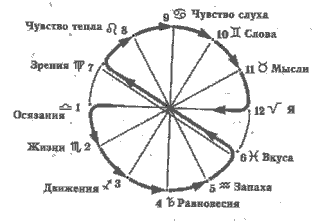 9 ♋ Чувство слуха
Чувство тепла ♌ 8
10 ♊ Слова
Зрения ♍ 7
11 ♉ Мысли
Осязания ♎ 1
12 √ Я
Жизни ♏ 2
6 ♓ Вкуса
Движения ♐ 3
5 ♒ Запаха
4 ♑ Равновесия